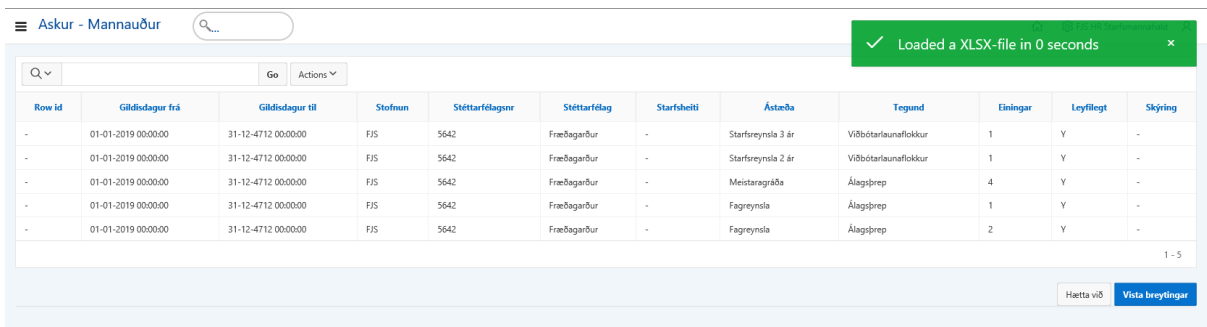 Askur - Mannauður
...
Loaded a XLSX-file in 0 seconds ×
Go Actions
Row id Gildisdagur frá Gildisdagur til Stofnun Stéttarfélagsnr Stéttarfélag Starfsheiti Ástæða Tegund Einingar Leyfilegt Skýring
- 01-01-2019 00:00:00 31-12-4712 00:00:00 FJS 5642 Fræðagarður - Starfsreynsla 3 ár Viðbótarlaunaflokkur 1 Y -
- 01-01-2019 00:00:00 31-12-4712 00:00:00 FJS 5642 Fræðagarður - Starfsreynsla 2 ár Viðbótarlaunaflokkur 1 Y -
- 01-01-2019 00:00:00 31-12-4712 00:00:00 FJS 5642 Fræðagarður - Meistaragráða Álagsþrep 4 Y -
- 01-01-2019 00:00:00 31-12-4712 00:00:00 FJS 5642 Fræðagarður - Fagreynsla Álagsþrep 1 Y -
- 01-01-2019 00:00:00 31-12-4712 00:00:00 FJS 5642 Fræðagarður - Fagreynsla Álagsþrep 2 Y -
1 - 5
Hætta við Vista breytingar